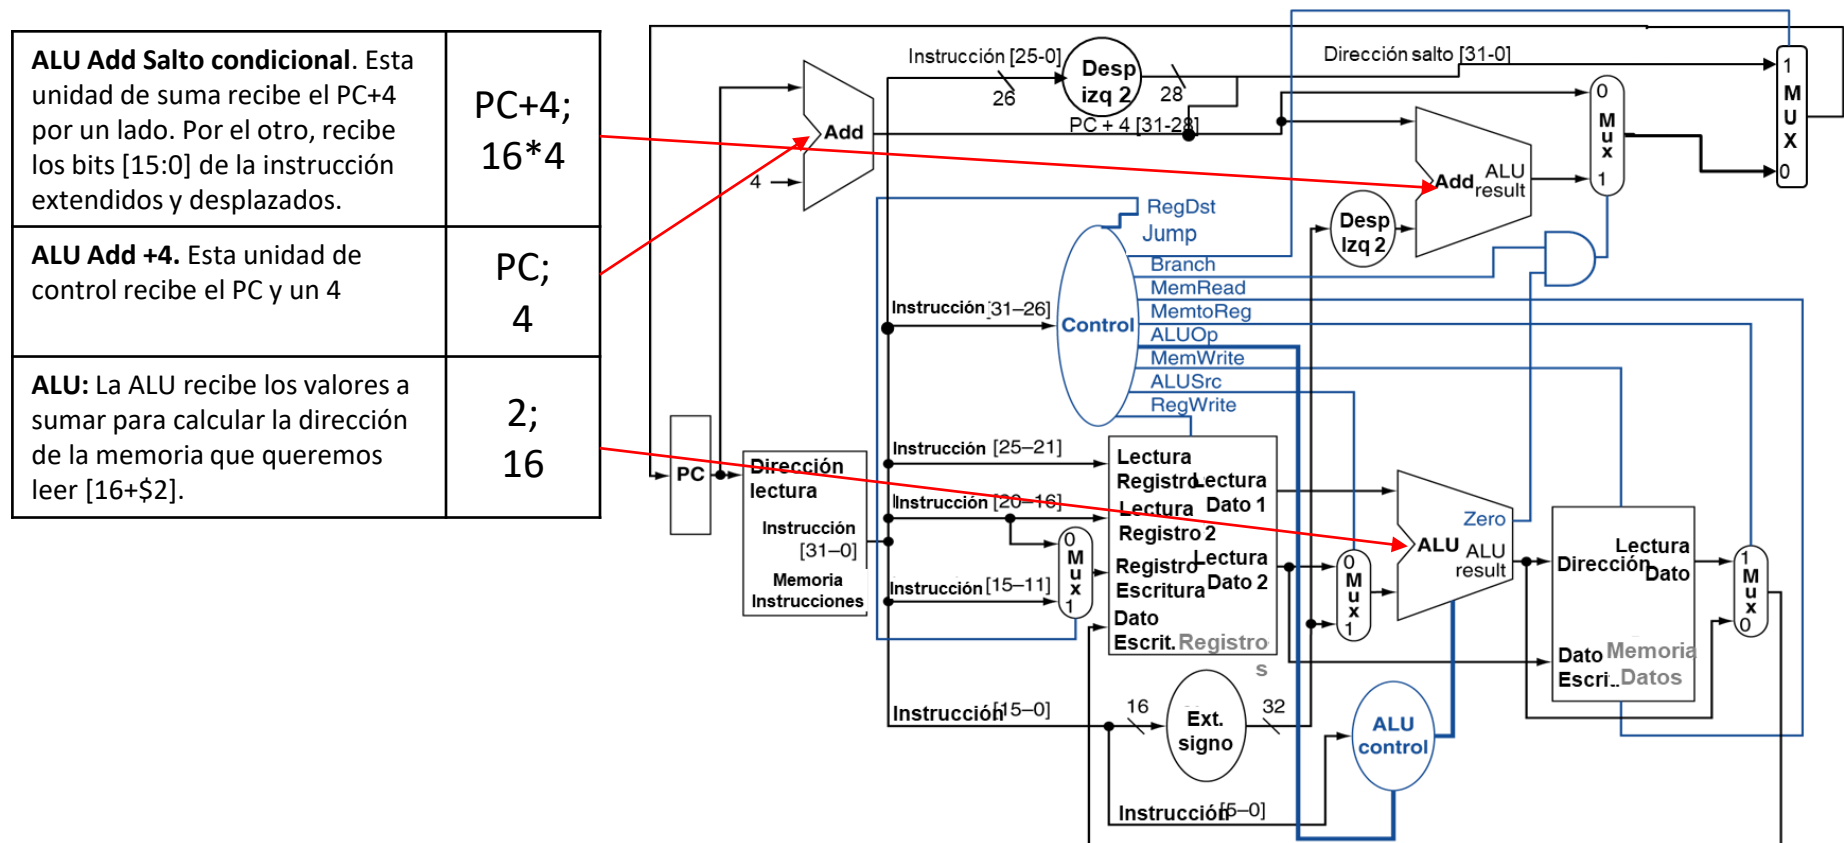 ALU Add Salto condicional. Esta
unidad de suma recibe el PC+4
por un lado. Por el otro, recibe
los bits [15:0] de la instrucción
extendidos y desplazados.
PC+4;
16*4
ALU Add +4. Esta unidad de
control recibe el PC y un 4
PC;
4
ALU: La ALU recibe los valores a
sumar para calcular la dirección
de la memoria que queremos
leer [16+$2].
2;
16
Instrucción [25-0]
26
Desp
izq 2
28
Dirección salto [31-0]
PC + 4 [31-28]
Add
4
1
M
U
X
0
0
M
u
x
1
Add
ALU
result
Desp
Izq 2
RegDst
Jump
Branch
MemRead
MemtoReg
ALUOp
MemWrite
ALUSrc
RegWrite
Control
Instrucción [31–26]
PC
Dirección
lectura
Instrucción
[31–0]
Memoria
Instrucciones
Instrucción [25–21]
Instrucción [20–16]
Instrucción [15–11]
0
M
u
x
1
Lectura
Registro
Lectura
Dato 1
Lectura
Registro 2
Lectura
Dato 2
Registro
Escritura
Dato
Escrit.
Registro
s
0
M
u
x
1
Zero
ALU
ALU
result
Dirección
Lectura
Dato
Dato
Escri..
Memoria
Datos
1
M
u
x
0
Instrucción [15–0]
16
Ext.
signo
32
ALU
control
Instrucción [5–0]